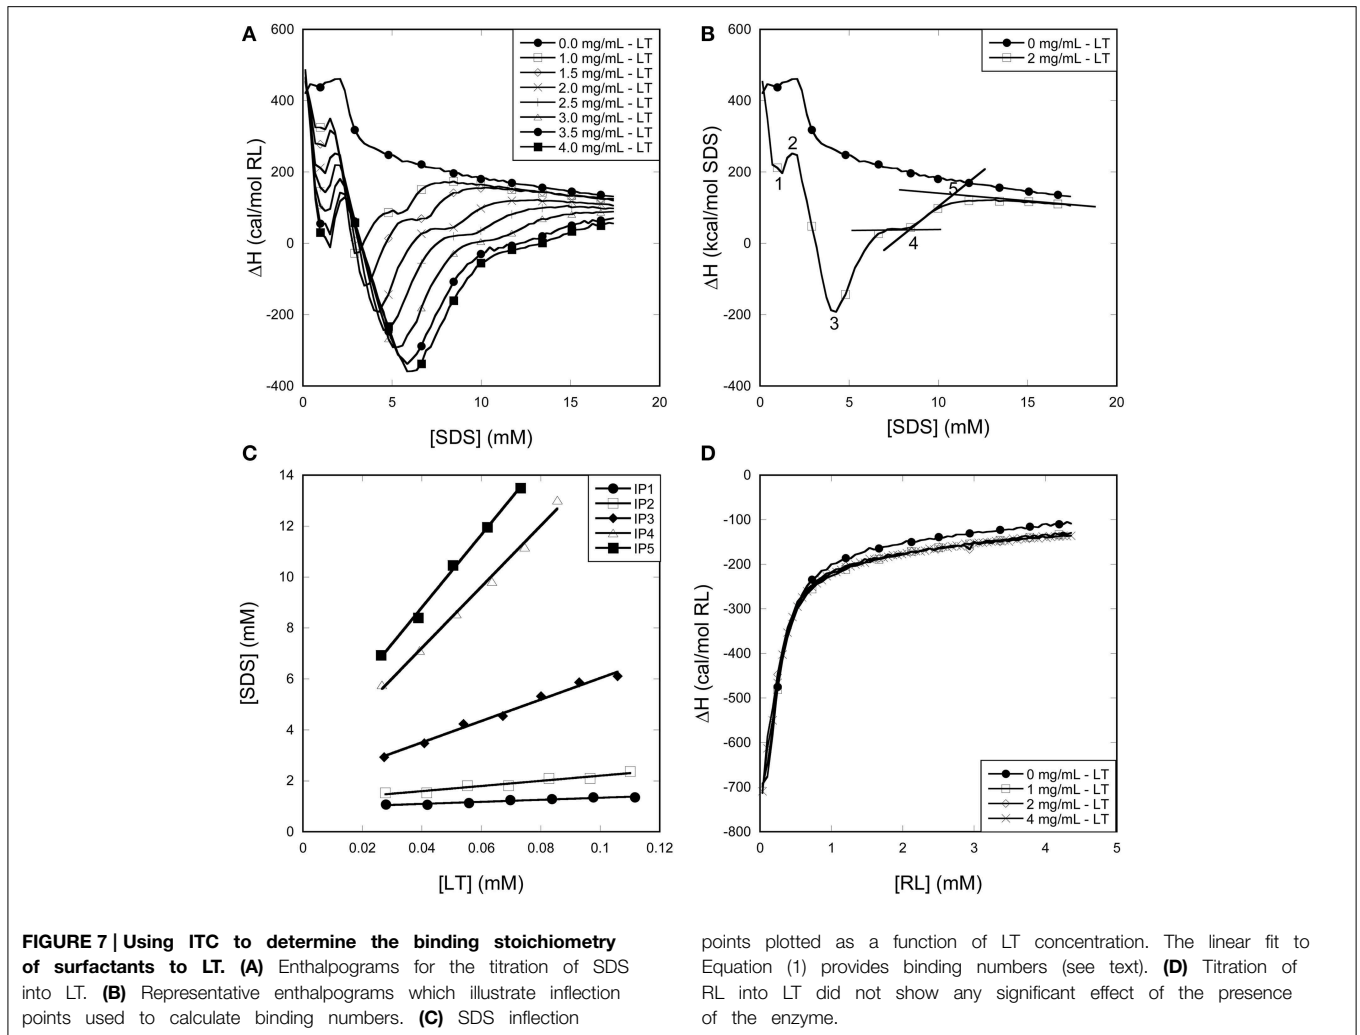 A
600
400
200
0
-200
-400
ΔH (cal/mol RL)
0 5 10 15 20
[SDS] (mM)
0.0 mg/mL - LT
1.0 mg/mL - LT
1.5 mg/mL - LT
2.0 mg/mL - LT
2.5 mg/mL - LT
3.0 mg/mL - LT
3.5 mg/mL - LT
4.0 mg/mL - LT
B
600
400
200
0
-200
-400
ΔH (kcal/mol SDS)
0 5 10 15 20
[SDS] (mM)
0 mg/mL - LT
2 mg/mL - LT
1
2
3
4
5
C
14
12
10
8
6
4
2
0
[SDS] (mM)
0 0.02 0.04 0.06 0.08 0.1 0.12
[LT] (mM)
IP1
IP2
IP3
IP4
IP5
D
0
-100
-200
-300
-400
-500
-600
-700
-800
ΔH (cal/mol RL)
0 1 2 3 4 5
[RL] (mM)
0 mg/mL - LT
1 mg/mL - LT
2 mg/mL - LT
4 mg/mL - LT
FIGURE 7 | Using ITC to determine the binding stoichiometry
of surfactants to LT. (A) Enthalpograms for the titration of SDS
into LT. (B) Representative enthalpograms which illustrate inflection
points used to calculate binding numbers. (C) SDS inflection
points plotted as a function of LT concentration. The linear fit to
Equation (1) provides binding numbers (see text). (D) Titration of
RL into LT did not show any significant effect of the presence
of the enzyme.